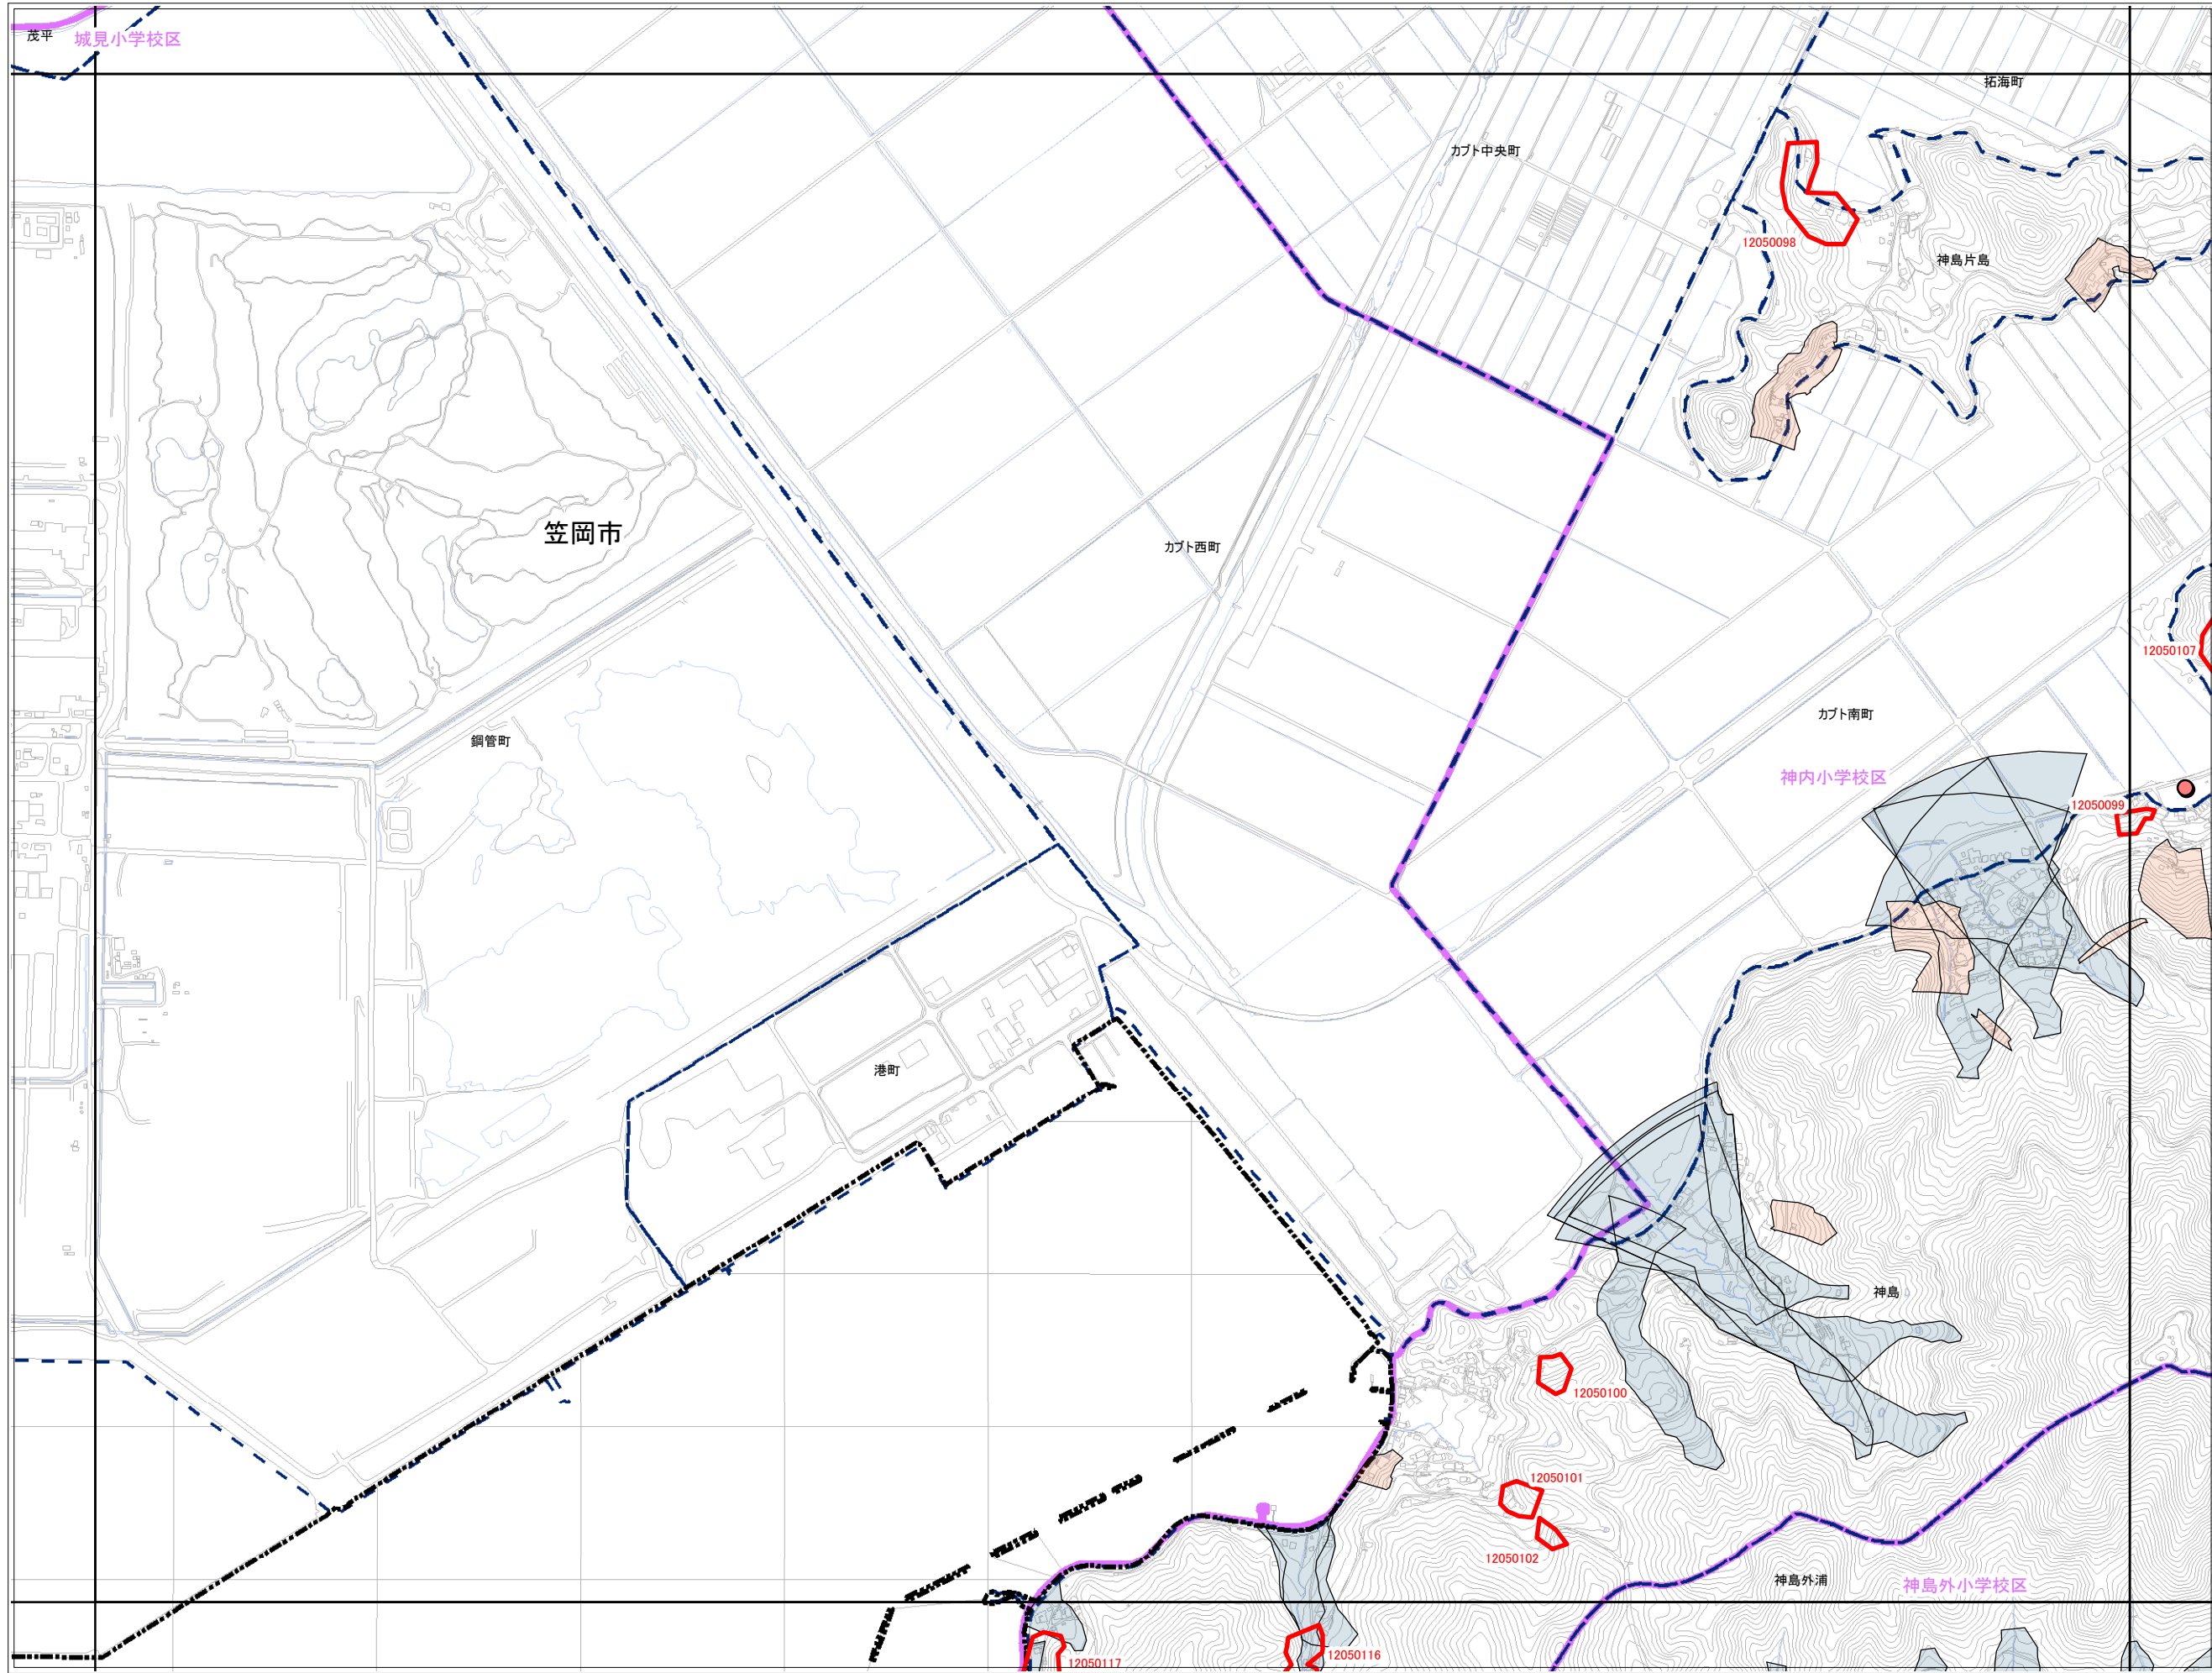 茂平
城見小学校区
拓海町
カブト中央町
12050098
神島片島
笠岡市
カブト西町
12050107
カブト南町
鋼管町
神内小学校区
12050099
港町
神島
12050100
12050101
12050102
神島外浦
神島外小学校区
12050116
12050117